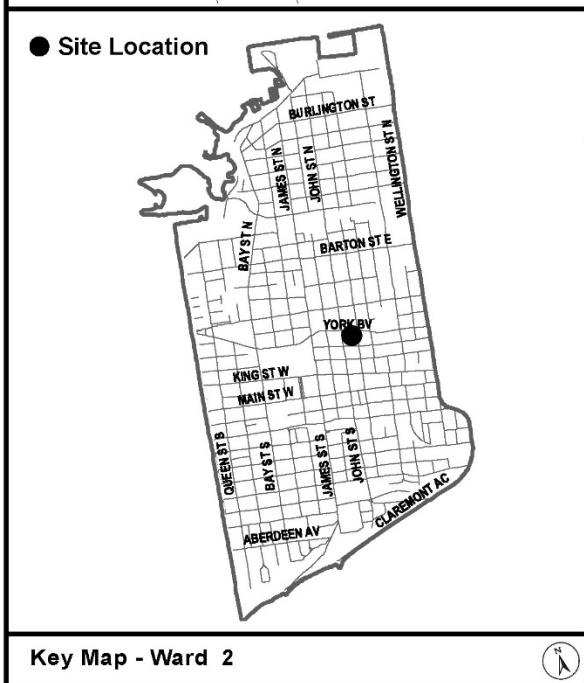 Site Location
BURLINGTON ST
JAMES ST N
JOHN ST N
WELLINGTON ST N
BAY ST N
BARTON ST E
YORK BV
KING ST W
MAIN ST W
QUEEN ST S
BAY ST S
JAMES ST S
JOHN ST S
CLAREMONT AC
ABERDEEN AV
Key Map - Ward 2
N